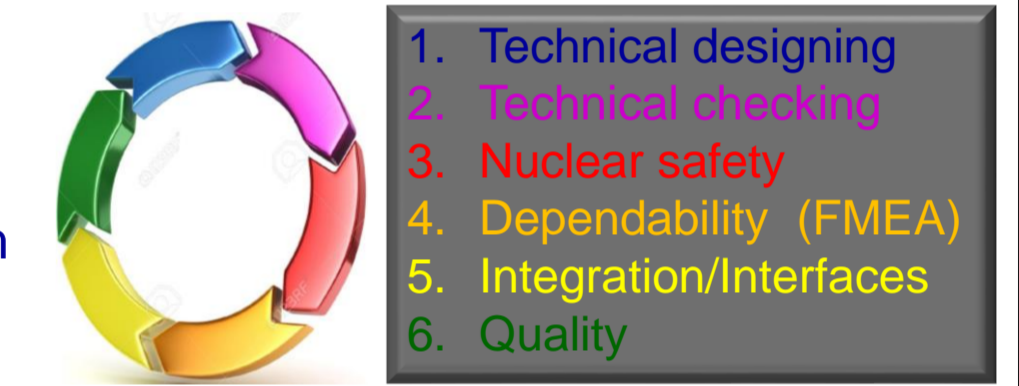 1. Technical designing
2. Technical checking
3. Nuclear safety
4. Dependability (FMEA)
5. Integration/Interfaces
6. Quality